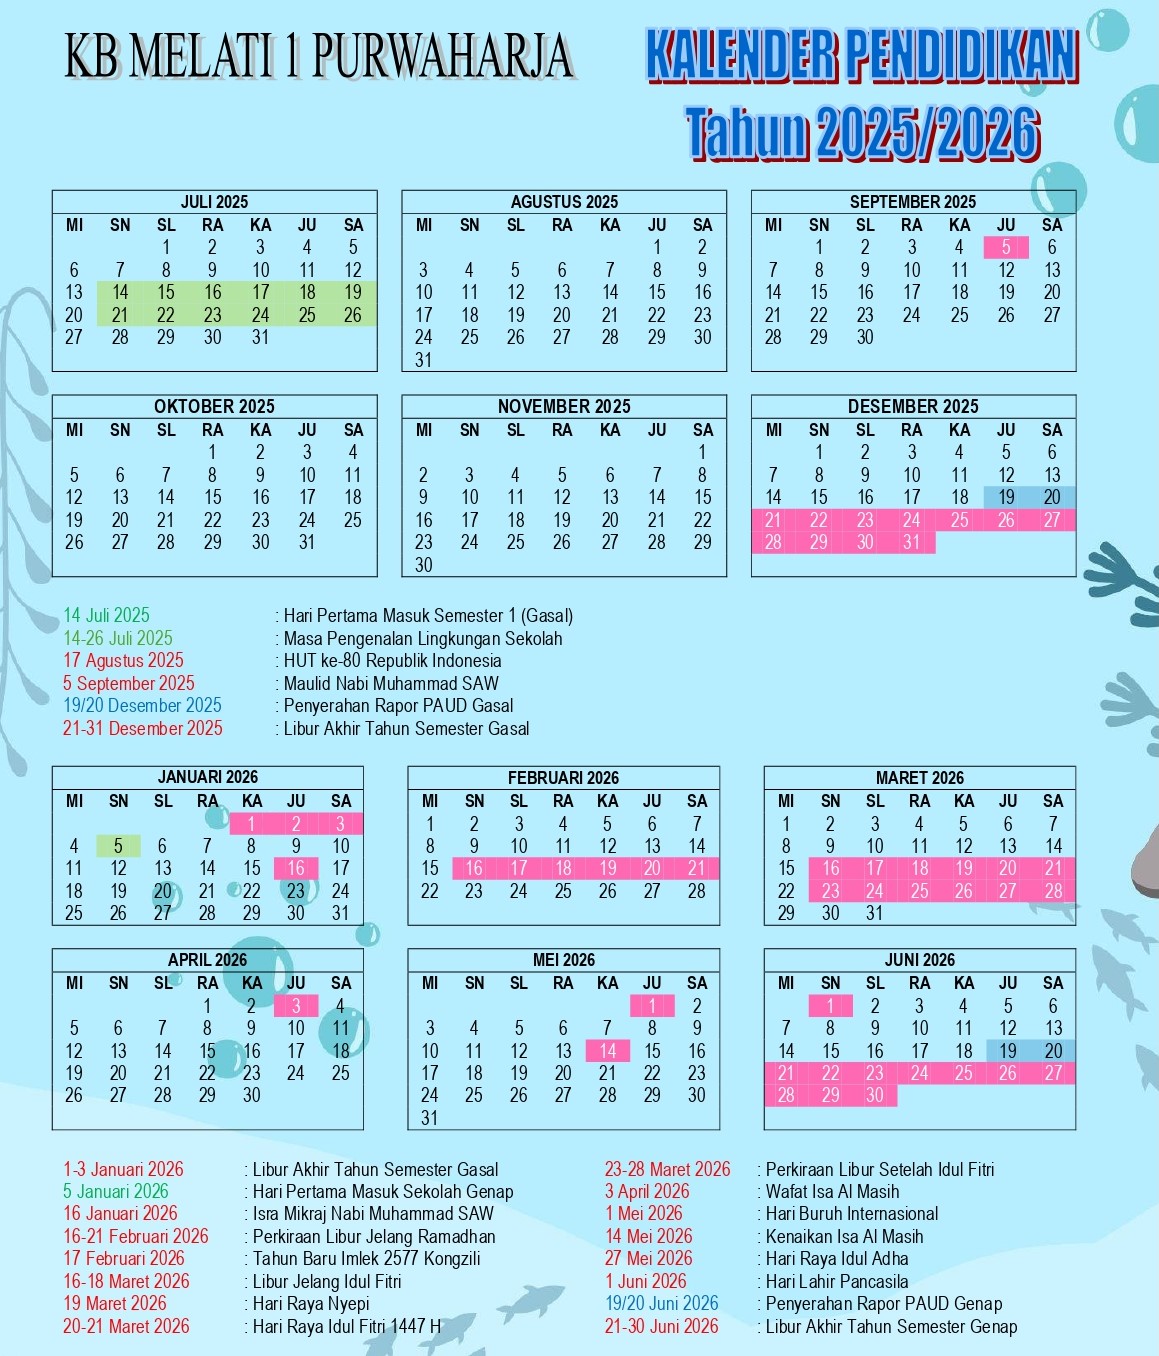 KB MELATI 1 PURWAHARJA
KALENDER PENDIDIKAN
Tahun 2025/2026
JULI 2025
MI SN SL RA KA JU SA
1 2 3 4 5
6 7 8 9 10 11 12
13 14 15 16 17 18 19
20 21 22 23 24 25 26
27 28 29 30 31
AGUSTUS 2025
MI SN SL RA KA JU SA
1 2
3 4 5 6 7 8 9
10 11 12 13 14 15 16
17 18 19 20 21 22 23
24 25 26 27 28 29 30
31
SEPTEMBER 2025
MI SN SL RA KA JU SA
1 2 3 4 5 6
7 8 9 10 11 12 13
14 15 16 17 18 19 20
21 22 23 24 25 26 27
28 29 30
OKTOBER 2025
MI SN SL RA KA JU SA
1 2 3 4
5 6 7 8 9 10 11
12 13 14 15 16 17 18
19 20 21 22 23 24 25
26 27 28 29 30 31
NOVEMBER 2025
MI SN SL RA KA JU SA
1
2 3 4 5 6 7 8
9 10 11 12 13 14 15
16 17 18 19 20 21 22
23 24 25 26 27 28 29
30
DESEMBER 2025
MI SN SL RA KA JU SA
1 2 3 4 5 6
7 8 9 10 11 12 13
14 15 16 17 18 19 20
21 22 23 24 25 26 27
28 29 30 31
14 Juli 2025 : Hari Pertama Masuk Semester 1 (Gasal)
14-26 Juli 2025 : Masa Pengenalan Lingkungan Sekolah
17 Agustus 2025 : HUT ke-80 Republik Indonesia
5 September 2025 : Maulid Nabi Muhammad SAW
19/20 Desember 2025 : Penyerahan Rapor PAUD Gasal
21-31 Desember 2025 : Libur Akhir Tahun Semester Gasal
JANUARI 2026
MI SN SL RA KA JU SA
1 2 3
4 5 6 7 8 9 10
11 12 13 14 15 16 17
18 19 20 21 22 23 24
25 26 27 28 29 30 31
FEBRUARI 2026
MI SN SL RA KA JU SA
1 2 3 4 5 6 7
8 9 10 11 12 13 14
15 16 17 18 19 20 21
22 23 24 25 26 27 28
MARET 2026
MI SN SL RA KA JU SA
1 2 3 4 5 6 7
8 9 10 11 12 13 14
15 16 17 18 19 20 21
22 23 24 25 26 27 28
29 30 31
APRIL 2026
MI SN SL RA KA JU SA
1 2 3 4
5 6 7 8 9 10 11
12 13 14 15 16 17 18
19 20 21 22 23 24 25
26 27 28 29 30
MEI 2026
MI SN SL RA KA JU SA
1 2
3 4 5 6 7 8 9
10 11 12 13 14 15 16
17 18 19 20 21 22 23
24 25 26 27 28 29 30
31
JUNI 2026
MI SN SL RA KA JU SA
1 2 3 4 5 6
7 8 9 10 11 12 13
14 15 16 17 18 19 20
21 22 23 24 25 26 27
28 29 30
1-3 Januari 2026 : Libur Akhir Tahun Semester Gasal
5 Januari 2026 : Hari Pertama Masuk Sekolah Genap
16 Januari 2026 : Isra Mikraj Nabi Muhammad SAW
16-21 Februari 2026 : Perkiraan Libur Jelang Ramadhan
17 Februari 2026 : Tahun Baru Imlek 2577 Kongzili
16-18 Maret 2026 : Libur Jelang Idul Fitri
19 Maret 2026 : Hari Raya Nyepi
20-21 Maret 2026 : Hari Raya Idul Fitri 1447 H
23-28 Maret 2026 : Perkiraan Libur Setelah Idul Fitri
3 April 2026 : Wafat Isa Al Masih
1 Mei 2026 : Hari Buruh Internasional
14 Mei 2026 : Kenaikan Isa Al Masih
27 Mei 2026 : Hari Raya Idul Adha
1 Juni 2026 : Hari Lahir Pancasila
19/20 Juni 2026 : Penyerahan Rapor PAUD Genap
21-30 Juni 2026 : Libur Akhir Tahun Semester Genap